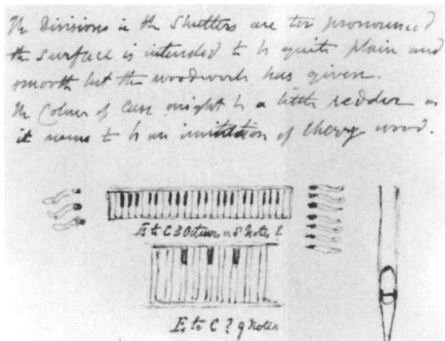 The Divisions in the Shutters are too pronounced
the surface is intended to be quite plain and
smooth but the woodwork has given.
The Colour of Case might be a little redder as
it seems to be an imitation of Cherry wood.
E to C 3 Octaves &
E to C ? 9 notes